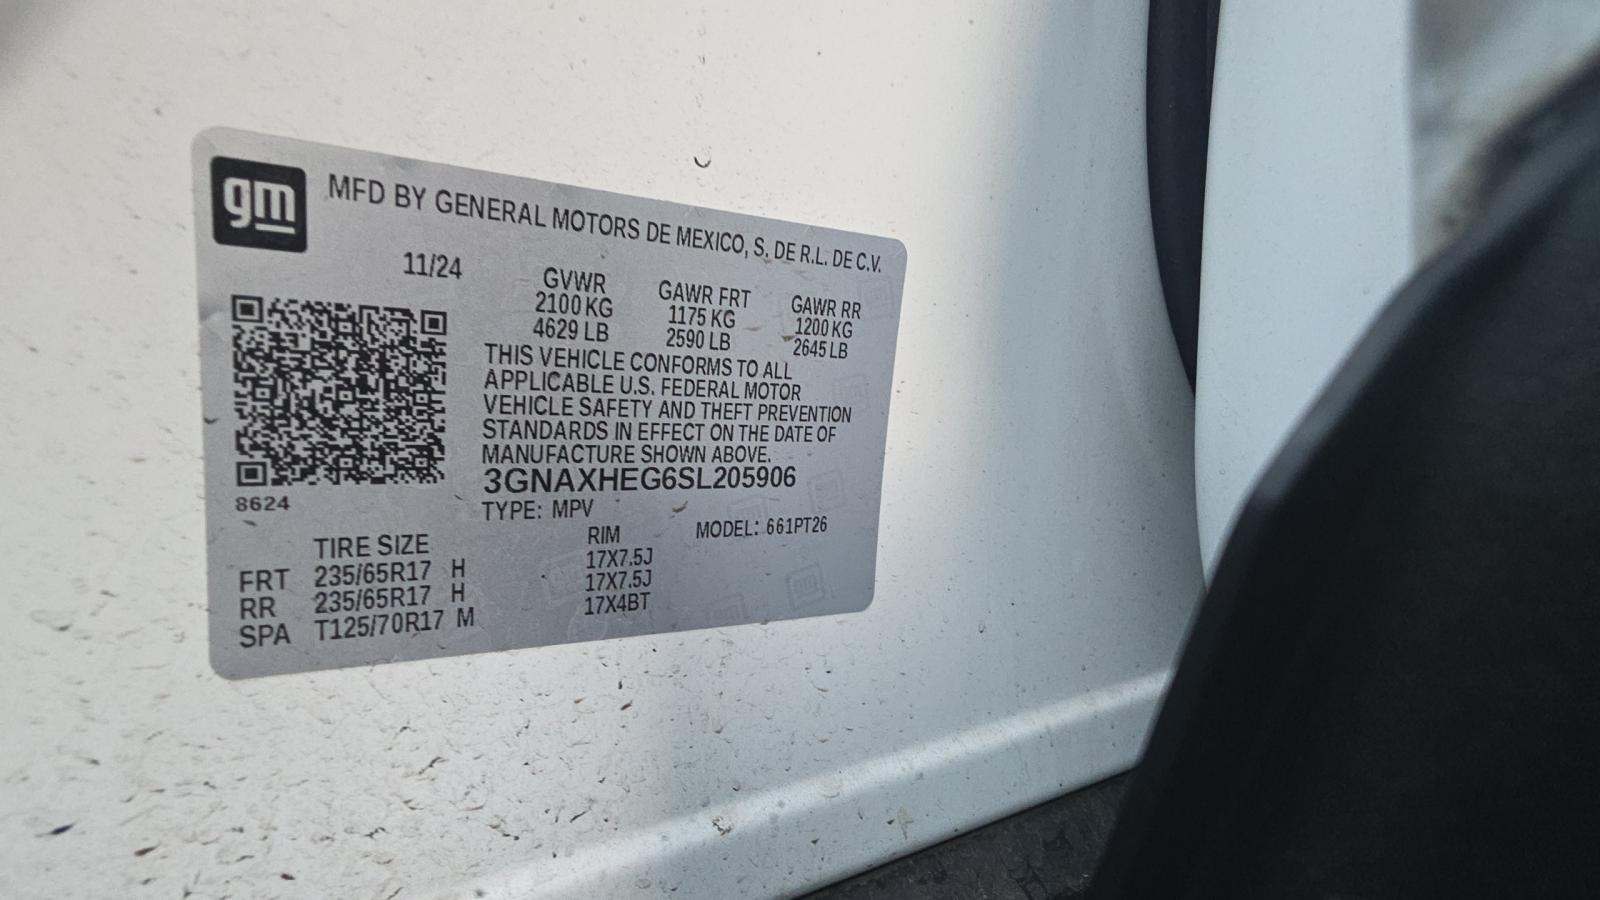 gm
MFD BY GENERAL MOTORS DE MEXICO, S. DE R.L. DE C.V.
11/24
GVWR GAWR FRT GAWR RR
2100 KG 1175 KG 1200 KG
4629 LB 2590 LB 2645 LB
THIS VEHICLE CONFORMS TO ALL
APPLICABLE U.S. FEDERAL MOTOR
VEHICLE SAFETY AND THEFT PREVENTION
STANDARDS IN EFFECT ON THE DATE OF
MANUFACTURE SHOWN ABOVE.
3GNAXHEG6SL205906
8624
TYPE: MPV MODEL: 661PT26
TIRE SIZE RIM
FRT 235/65R17 H 17X7.5J
RR 235/65R17 H 17X7.5J
SPA T125/70R17 M 17X4BT